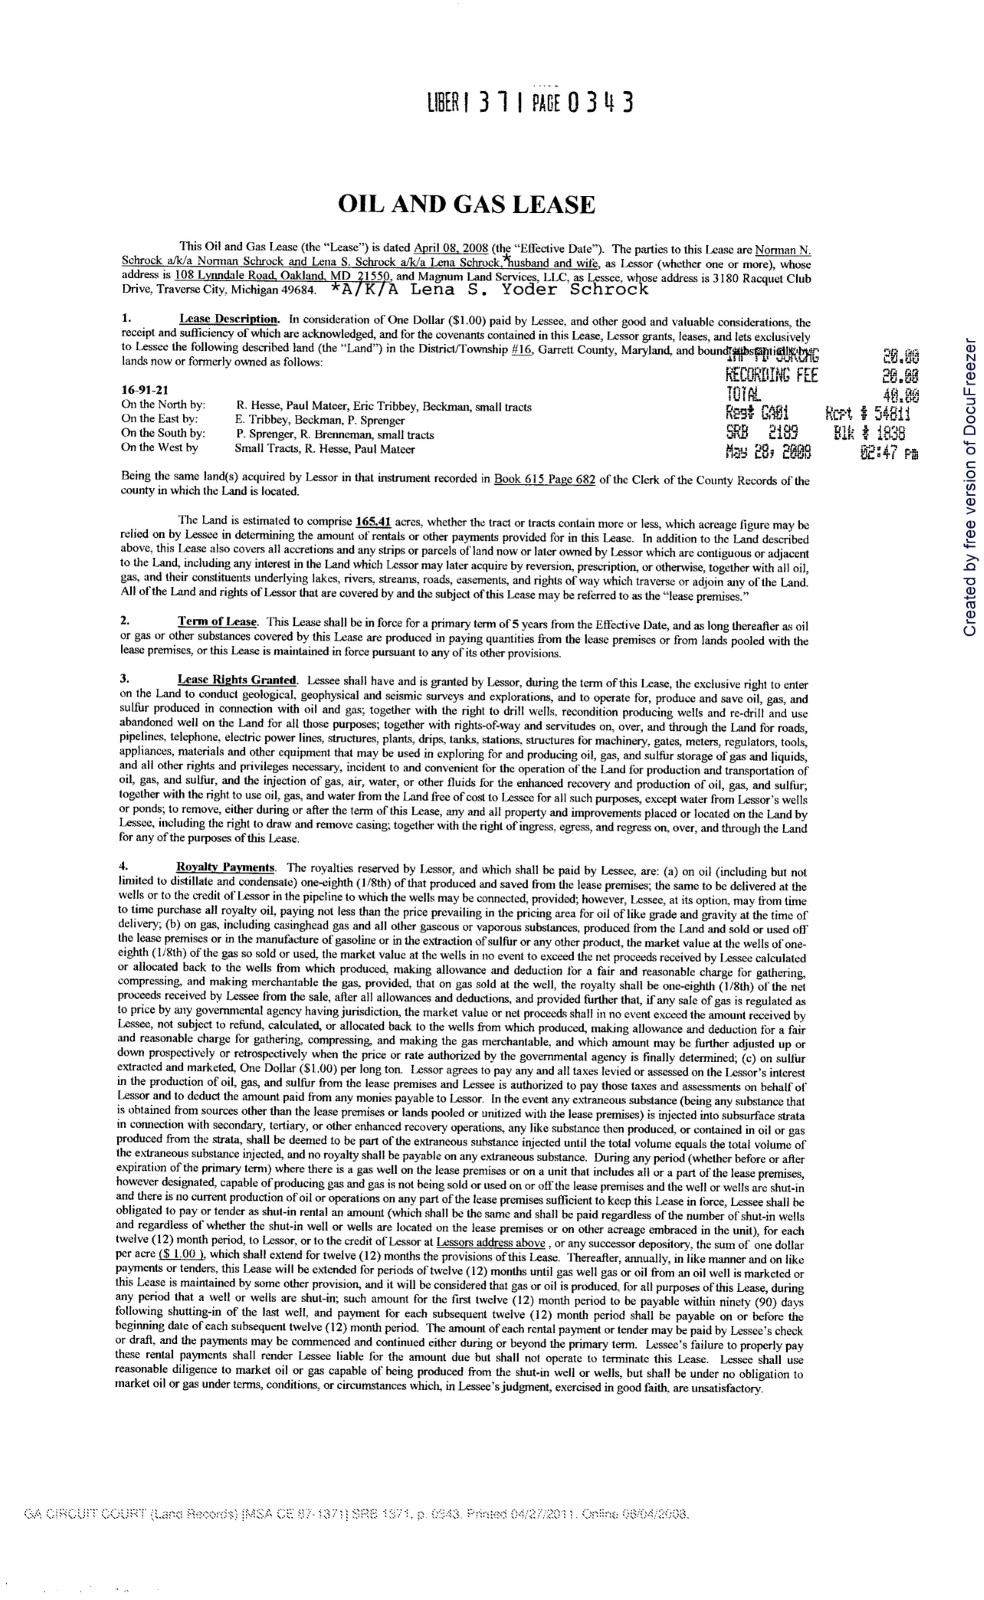 LIBER 1 3 7 1 PAGE 0 3 4 3
OIL AND GAS LEASE
This Oil and Gas Lease (the “Lease”) is dated April 08, 2008 (the “Effective Date”). The parties to this Lease are Norman N.
Schrock a/k/a Norman Schrock and Lena S. Schrock a/k/a Lena Schrock,*husband and wife, as Lessor (whether one or more), whose
address is 108 Lynndale Road, Oakland, MD 21550, and Magnum Land Services, LLC, as Lessee, whose address is 3180 Racquet Club
Drive, Traverse City, Michigan 49684. *A/K/A Lena S. Yoder Schrock
1. Lease Description. In consideration of One Dollar ($1.00) paid by Lessee, and other good and valuable considerations, the
receipt and sufficiency of which are acknowledged, and for the covenants contained in this Lease, Lessor grants, leases, and lets exclusively
to Lessee the following described land (the “Land”) in the District/Township #16, Garrett County, Maryland, and bound substantially by
lands now or formerly owned as follows:
20.00
RECORDING FEE 20.00
TOTAL 40.00
Rest GA01 Rcpt # 54811
SRB 2189 Blk # 1838
May 28, 2008 02:47 pm
16-91-21
On the North by: R. Hesse, Paul Mateer, Eric Tribbey, Beckman, small tracts
On the East by: E. Tribbey, Beckman, P. Sprenger
On the South by: P. Sprenger, R. Brenneman, small tracts
On the West by Small Tracts, R. Hesse, Paul Mateer
Being the same land(s) acquired by Lessor in that instrument recorded in Book 615 Page 682 of the Clerk of the County Records of the
county in which the Land is located.
The Land is estimated to comprise 165.41 acres, whether the tract or tracts contain more or less, which acreage figure may be
relied on by Lessee in determining the amount of rentals or other payments provided for in this Lease. In addition to the Land described
above, this Lease also covers all accretions and any strips or parcels of land now or later owned by Lessor which are contiguous or adjacent
to the Land, including any interest in the Land which Lessor may later acquire by reversion, prescription, or otherwise, together with all oil,
gas, and their constituents underlying lakes, rivers, streams, roads, easements, and rights of way which traverse or adjoin any of the Land.
All of the Land and rights of Lessor that are covered by and the subject of this Lease may be referred to as the “lease premises.”
2. Term of Lease. This Lease shall be in force for a primary term of 5 years from the Effective Date, and as long thereafter as oil
or gas or other substances covered by this Lease are produced in paying quantities from the lease premises or from lands pooled with the
lease premises, or this Lease is maintained in force pursuant to any of its other provisions.
3. Lease Rights Granted. Lessee shall have and is granted by Lessor, during the term of this Lease, the exclusive right to enter
on the Land to conduct geological, geophysical and seismic surveys and explorations, and to operate for, produce and save oil, gas, and
sulfur produced in connection with oil and gas; together with the right to drill wells, recondition producing wells and re-drill and use
abandoned well on the Land for all those purposes; together with rights-of-way and servitudes on, over, and through the Land for roads,
pipelines, telephone, electric power lines, structures, plants, drips, tanks, stations, structures for machinery, gates, meters, regulators, tools,
appliances, materials and other equipment that may be used in exploring for and producing oil, gas, and sulfur storage of gas and liquids,
and all other rights and privileges necessary, incident to and convenient for the operation of the Land for production and transportation of
oil, gas, and sulfur, and the injection of gas, air, water, or other fluids for the enhanced recovery and production of oil, gas, and sulfur;
together with the right to use oil, gas, and water from the Land free of cost to Lessee for all such purposes, except water from Lessor’s wells
or ponds; to remove, either during or after the term of this Lease, any and all property and improvements placed or located on the Land by
Lessee, including the right to draw and remove casing; together with the right of ingress, egress, and regress on, over, and through the Land
for any of the purposes of this Lease.
4. Royalty Payments. The royalties reserved by Lessor, and which shall be paid by Lessee, are: (a) on oil (including but not
limited to distillate and condensate) one-eighth (1/8th) of that produced and saved from the lease premises; the same to be delivered at the
wells or to the credit of Lessor in the pipeline to which the wells may be connected, provided; however, Lessee, at its option, may from time
to time purchase all royalty oil, paying not less than the price prevailing in the pricing area for oil of like grade and gravity at the time of
delivery; (b) on gas, including casinghead gas and all other gaseous or vaporous substances, produced from the Land and sold or used off
the lease premises or in the manufacture of gasoline or in the extraction of sulfur or any other product, the market value at the wells of one-
eighth (1/8th) of the gas so sold or used, the market value at the wells in no event to exceed the net proceeds received by Lessee calculated
or allocated back to the wells from which produced, making allowance and deduction for a fair and reasonable charge for gathering,
compressing, and making merchantable the gas, provided, that on gas sold at the well, the royalty shall be one-eighth (1/8th) of the net
proceeds received by Lessee from the sale, after all allowances and deductions, and provided further that, if any sale of gas is regulated as
to price by any governmental agency having jurisdiction, the market value or net proceeds shall in no event exceed the amount received by
Lessee, not subject to refund, calculated, or allocated back to the wells from which produced, making allowance and deduction for a fair
and reasonable charge for gathering, compressing, and making the gas merchantable, and which amount may be further adjusted up or
down prospectively or retrospectively when the price or rate authorized by the governmental agency is finally determined; (c) on sulfur
extracted and marketed, One Dollar ($1.00) per long ton. Lessor agrees to pay any and all taxes levied or assessed on the Lessor’s interest
in the production of oil, gas, and sulfur from the lease premises and Lessee is authorized to pay those taxes and assessments on behalf of
Lessor and to deduct the amount paid from any monies payable to Lessor. In the event any extraneous substance (being any substance that
is obtained from sources other than the lease premises or lands pooled or unitized with the lease premises) is injected into subsurface strata
in connection with secondary, tertiary, or other enhanced recovery operations, any like substance then produced, or contained in oil or gas
produced from the strata, shall be deemed to be part of the extraneous substance injected until the total volume equals the total volume of
the extraneous substance injected, and no royalty shall be payable on any extraneous substance. During any period (whether before or after
expiration of the primary term) where there is a gas well on the lease premises or on a unit that includes all or a part of the lease premises,
however designated, capable of producing gas and gas is not being sold or used on or off the lease premises and the well or wells are shut-in
and there is no current production of oil or operations on any part of the lease premises sufficient to keep this Lease in force, Lessee shall be
obligated to pay or tender as shut-in rental an amount (which shall be the same and shall be paid regardless of the number of shut-in wells
and regardless of whether the shut-in well or wells are located on the lease premises or on other acreage embraced in the unit), for each
twelve (12) month period, to Lessor, or to the credit of Lessor at Lessors address above , or any successor depository, the sum of one dollar
per acre ($ 1.00 ), which shall extend for twelve (12) months the provisions of this Lease. Thereafter, annually, in like manner and on like
payments or tenders, this Lease will be extended for periods of twelve (12) months until gas well gas or oil from an oil well is marketed or
this Lease is maintained by some other provision, and it will be considered that gas or oil is produced, for all purposes of this Lease, during
any period that a well or wells are shut-in; such amount for the first twelve (12) month period to be payable within ninety (90) days
following shutting-in of the last well, and payment for each subsequent twelve (12) month period shall be payable on or before the
beginning date of each subsequent twelve (12) month period. The amount of each rental payment or tender may be paid by Lessee’s check
or draft, and the payments may be commenced and continued either during or beyond the primary term. Lessee’s failure to properly pay
these rental payments shall render Lessee liable for the amount due but shall not operate to terminate this Lease. Lessee shall use
reasonable diligence to market oil or gas capable of being produced from the shut-in well or wells, but shall be under no obligation to
market oil or gas under terms, conditions, or circumstances which, in Lessee’s judgment, exercised in good faith, are unsatisfactory.
GA CIRCUIT COURT (Land Records) [MSA CE 87-1371] SRB 1371, p. 0343. Printed 04/27/2011. Online 06/04/2008.
Created by free version of DocuFreezer